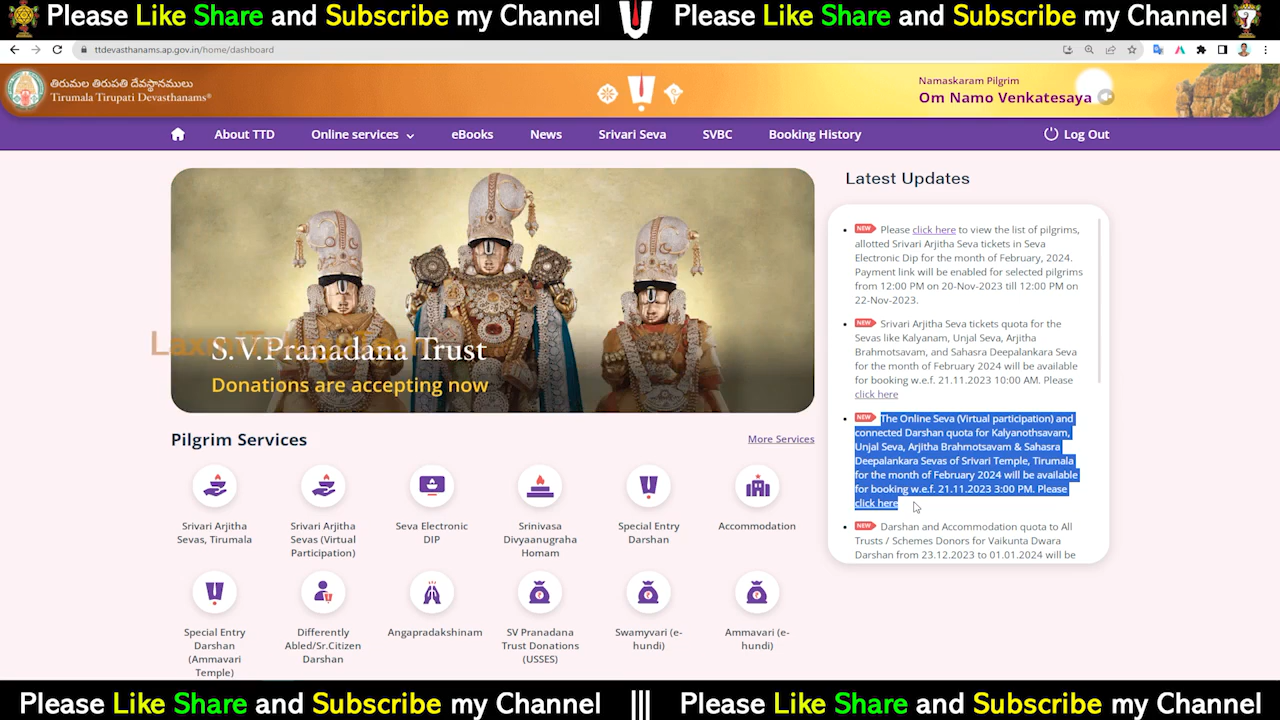 Please Like Share and Subscribe my Channel Please Like Share and Subscribe my Channel
ttdevasthanams.ap.gov.in/home/dashboard
తిరుమల తిరుపతి దేవస్థానములు
Tirumala Tirupati Devasthanams®
Namaskaram Pilgrim
Om Namo Venkatesaya
About TTD Online services eBooks News Srivari Seva SVBC Booking History Log Out
S.V.Pranadana Trust
Donations are accepting now
Latest Updates
NEW Please click here to view the list of pilgrims,
allotted Srivari Arjitha Seva tickets in Seva
Electronic Dip for the month of February, 2024.
Payment link will be enabled for selected pilgrims
from 12:00 PM on 20-Nov-2023 till 12:00 PM on
22-Nov-2023.
NEW Srivari Arjitha Seva tickets quota for the
Sevas like Kalyanam, Unjal Seva, Arjitha
Brahmotsavam, and Sahasra Deepalankara Seva
for the month of February 2024 will be available
for booking w.e.f. 21.11.2023 10:00 AM. Please
click here
NEW The Online Seva (Virtual participation) and
connected Darshan quota for Kalyanothsavam,
Unjal Seva, Arjitha Brahmotsavam & Sahasra
Deepalankara Sevas of Srivari Temple, Tirumala
for the month of February 2024 will be available
for booking w.e.f. 21.11.2023 3:00 PM. Please
click here
NEW Darshan and Accommodation quota to All
Trusts / Schemes Donors for Vaikunta Dwara
Darshan from 23.12.2023 to 01.01.2024 will be
Pilgrim Services
More Services
Srivari Arjitha
Sevas, Tirumala
Srivari Arjitha
Sevas (Virtual
Participation)
Seva Electronic
DIP
Srinivasa
Divyaanugraha
Homam
Special Entry
Darshan
Accommodation
Special Entry
Darshan
(Ammavari
Temple)
Differently
Abled/Sr.Citizen
Darshan
Angapradakshinam
SV Pranadana
Trust Donations
(USSES)
Swamyvari (e-
hundi)
Ammavari (e-
hundi)
Please Like Share and Subscribe my Channel ||| Please Like Share and Subscribe my Channel